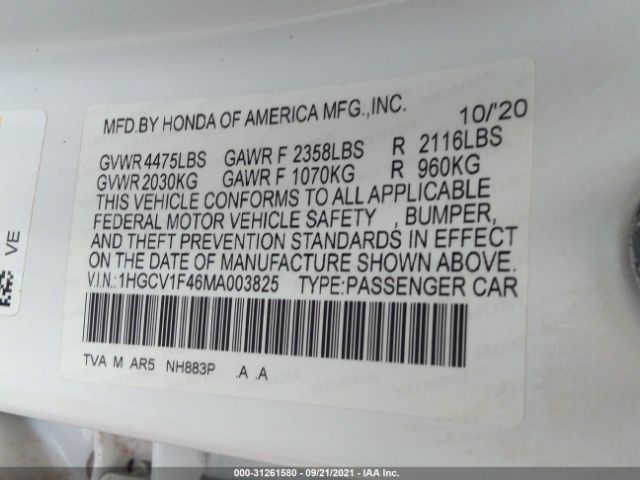 MFD.BY HONDA OF AMERICA MFG.,INC. 10/'20
GVWR 4475LBS GAWR F 2358LBS R 2116LBS
GVWR 2030KG GAWR F 1070KG R 960KG
THIS VEHICLE CONFORMS TO ALL APPLICABLE
FEDERAL MOTOR VEHICLE SAFETY , BUMPER,
AND THEFT PREVENTION STANDARDS IN EFFECT
ON THE DATE OF MANUFACTURE SHOWN ABOVE.
V.I.N.:1HGCV1F46MA003825 TYPE:PASSENGER CAR
TVA M AR5 NH883P .A .A
VE
000-31261580 - 09/21/2021 - IAAI.com